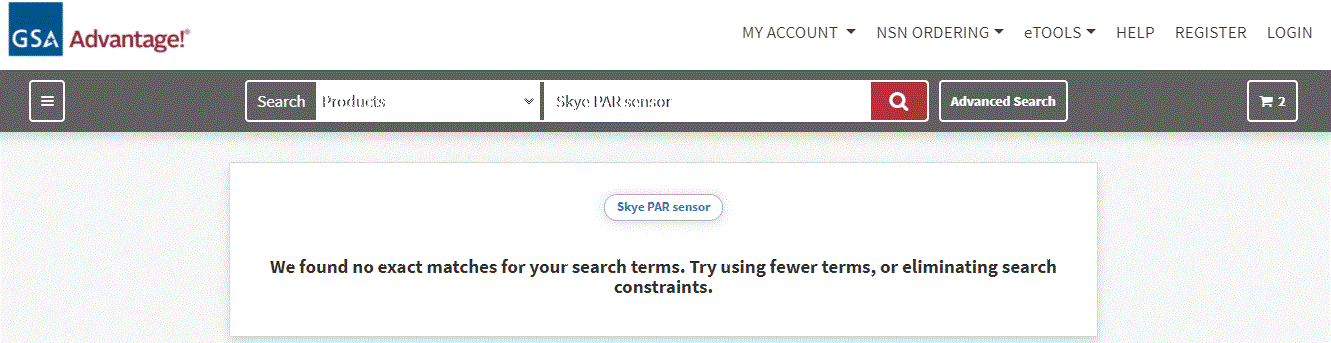 GSA Advantage!®
MY ACCOUNT NSN ORDERING eTOOLS HELP REGISTER LOGIN
Search Products Skye PAR sensor Advanced Search 2
Skye PAR sensor
We found no exact matches for your search terms. Try using fewer terms, or eliminating search
constraints.